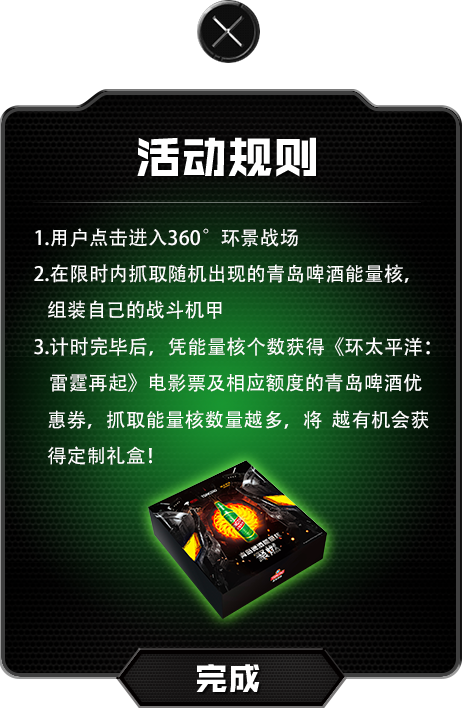 活动规则
1.用户点击进入360°环景战场
2.在限时内抓取随机出现的青岛啤酒能量核，
组装自己的战斗机甲
3.计时完毕后，凭能量核个数获得《环太平洋：
雷霆再起》电影票及相应额度的青岛啤酒优
惠券，抓取能量核数量越多，将 越有机会获
得定制礼盒！
完成